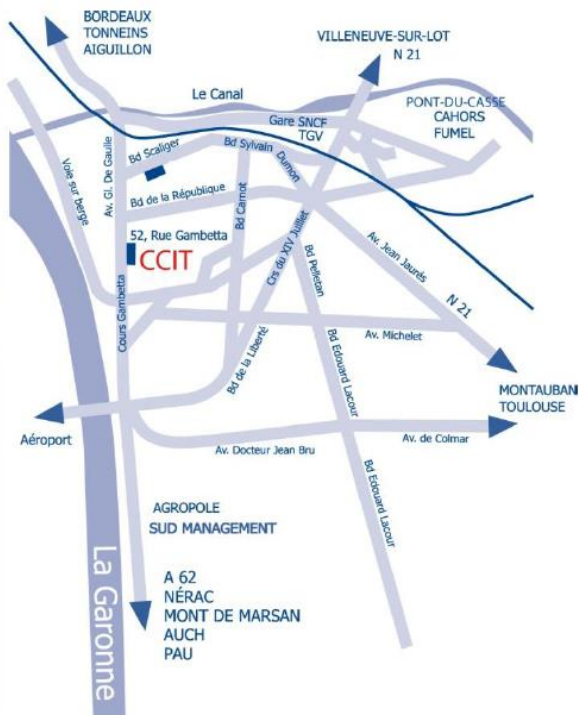 BORDEAUX
TONNEINS
AIGUILLON
VILLENEUVE-SUR-LOT
N 21
Le Canal
PONT-DU-CASSE
CAHORS
FUMEL
Gare SNCF
TGV
Bd Scaliger
Bd Sylvain Dumon
Voie sur berge
Av. Gl. De Gaulle
Bd de la République
Bd Carnot
52, Rue Gambetta
CCIT
Crs du XIV Juillet
Bd Pelletan
Av. Jean Jaurés
N 21
Cours Gambetta
Av. Michelet
Bd de la Liberté
Bd Edouard Lacour
MONTAUBAN
TOULOUSE
Aéroport
Av. Docteur Jean Bru
Av. de Colmar
Bd Edouard Lacour
AGROPOLE
SUD MANAGEMENT
La Garonne
A 62
NÉRAC
MONT DE MARSAN
AUCH
PAU